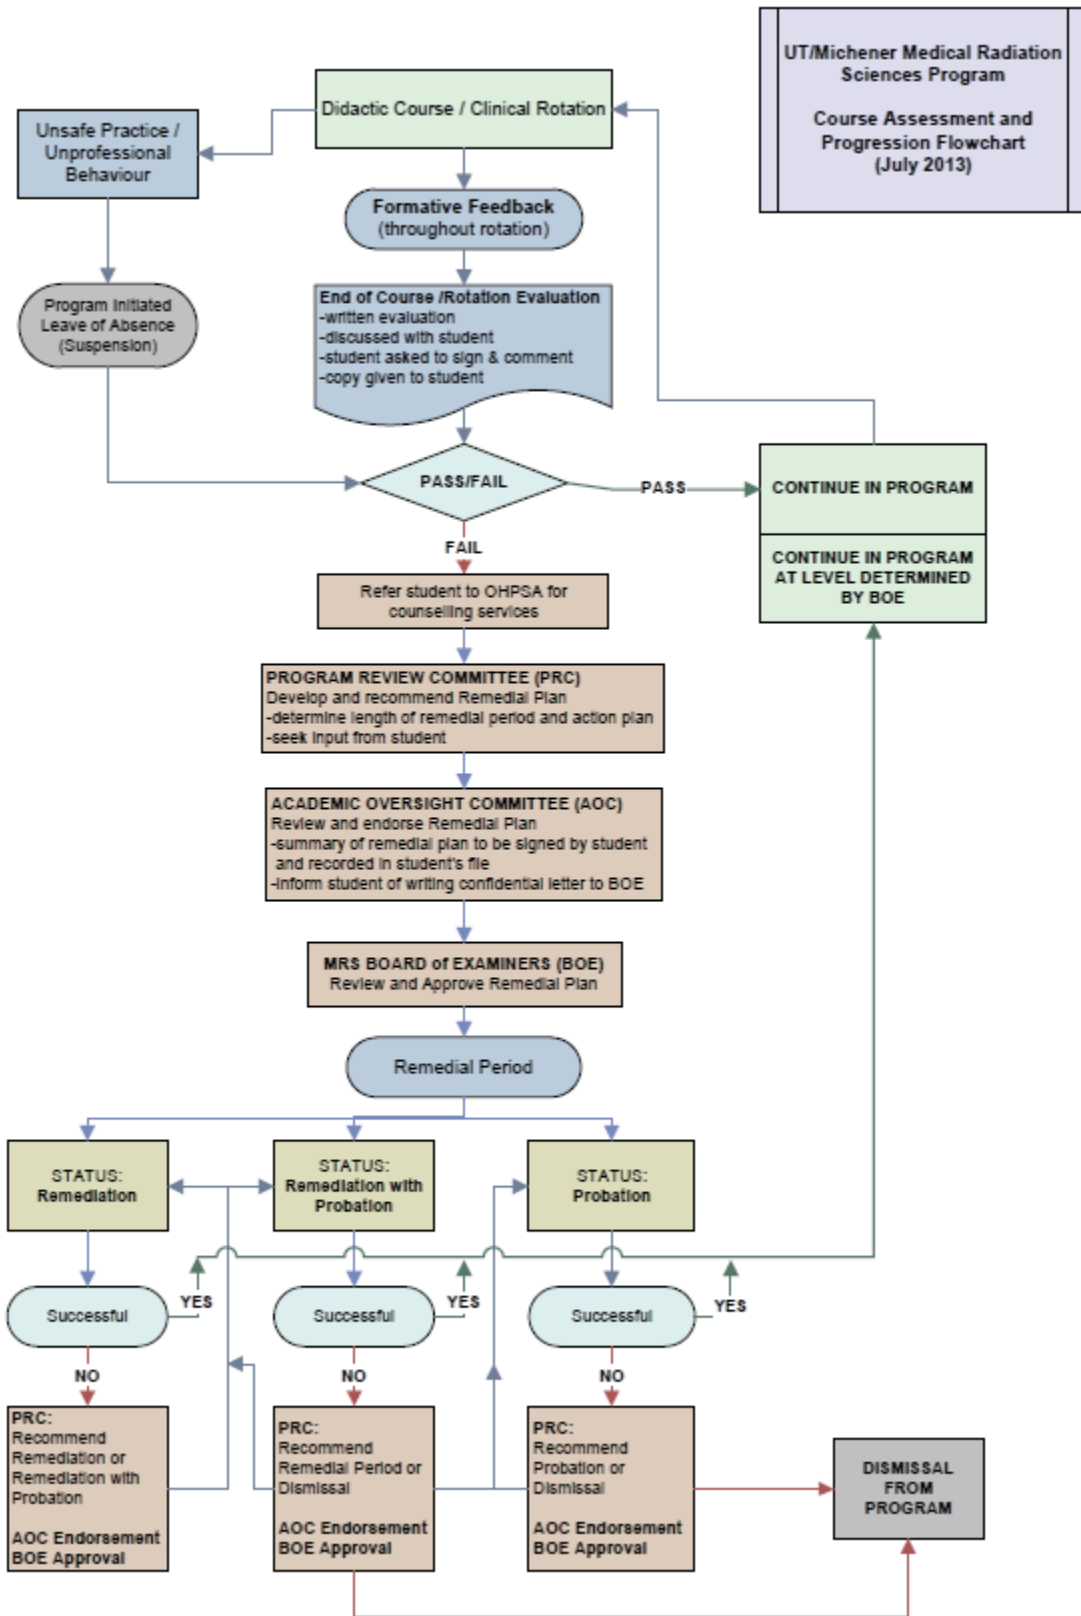 UT/Michener Medical Radiation
Sciences Program
Course Assessment and
Progression Flowchart
(July 2013)
Didactic Course / Clinical Rotation
Unsafe Practice /
Unprofessional
Behaviour
Formative Feedback
(throughout rotation)
Program Initiated
Leave of Absence
(Suspension)
End of Course /Rotation Evaluation
-written evaluation
-discussed with student
-student asked to sign & comment
-copy given to student
PASS/FAIL
PASS
CONTINUE IN PROGRAM
CONTINUE IN PROGRAM
AT LEVEL DETERMINED
BY BOE
FAIL
Refer student to OHPSA for
counselling services
PROGRAM REVIEW COMMITTEE (PRC)
Develop and recommend Remedial Plan
-determine length of remedial period and action plan
-seek input from student
ACADEMIC OVERSIGHT COMMITTEE (AOC)
Review and endorse Remedial Plan
-summary of remedial plan to be signed by student
and recorded in student's file
-inform student of writing confidential letter to BOE
MRS BOARD of EXAMINERS (BOE)
Review and Approve Remedial Plan
Remedial Period
STATUS:
Remediation
STATUS:
Remediation with
Probation
STATUS:
Probation
Successful
YES
Successful
YES
Successful
YES
NO
NO
NO
PRC:
Recommend
Remediation or
Remediation with
Probation
AOC Endorsement
BOE Approval
PRC:
Recommend
Remedial Period or
Dismissal
AOC Endorsement
BOE Approval
PRC:
Recommend
Probation or
Dismissal
AOC Endorsement
BOE Approval
DISMISSAL
FROM
PROGRAM